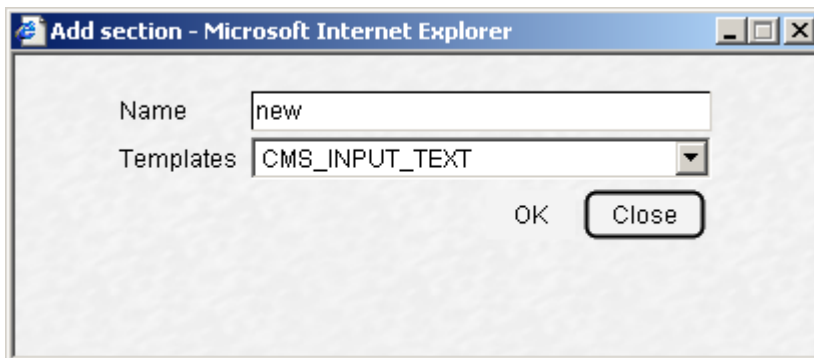 Add section - Microsoft Internet Explorer
Name new
Templates CMS_INPUT_TEXT
OK Close